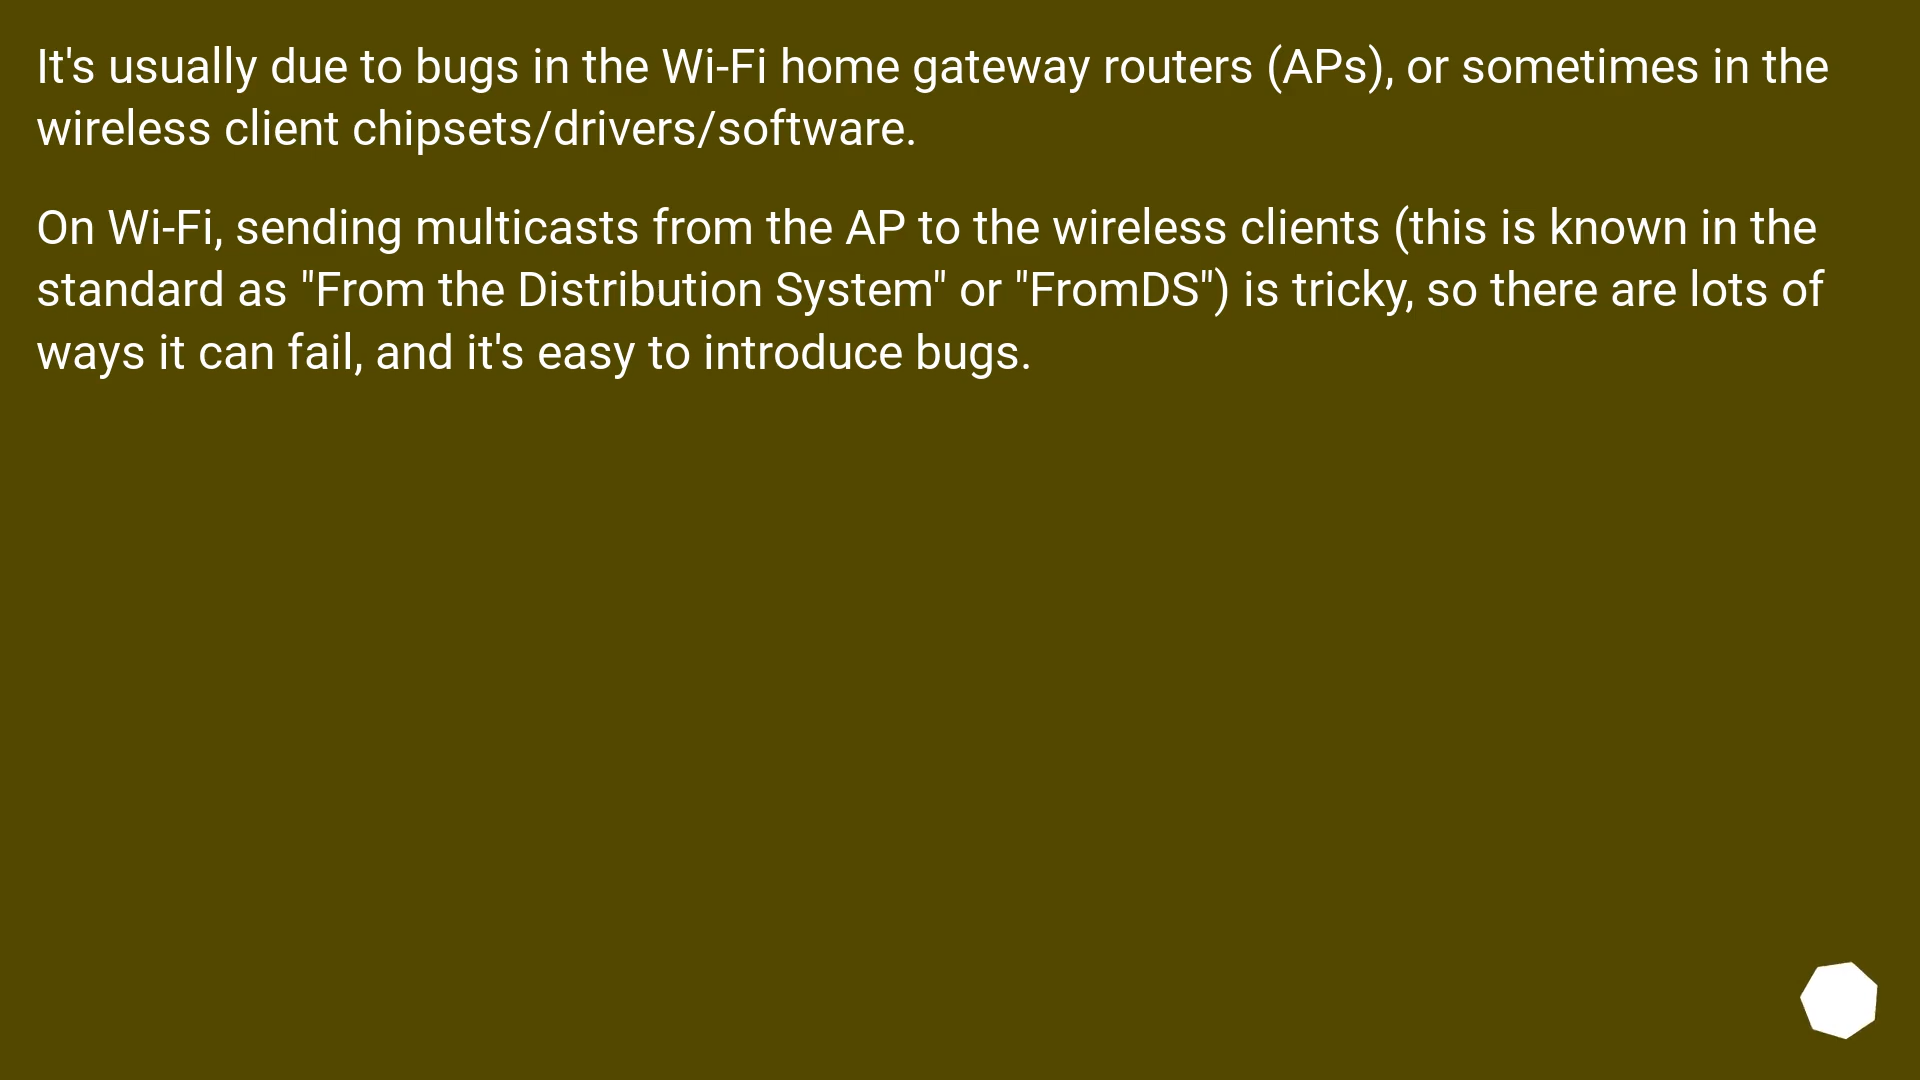 It's usually due to bugs in the Wi-Fi home gateway routers (APs), or sometimes in the
wireless client chipsets/drivers/software.
On Wi-Fi, sending multicasts from the AP to the wireless clients (this is known in the
standard as "From the Distribution System" or "FromDS") is tricky, so there are lots of
ways it can fail, and it's easy to introduce bugs.